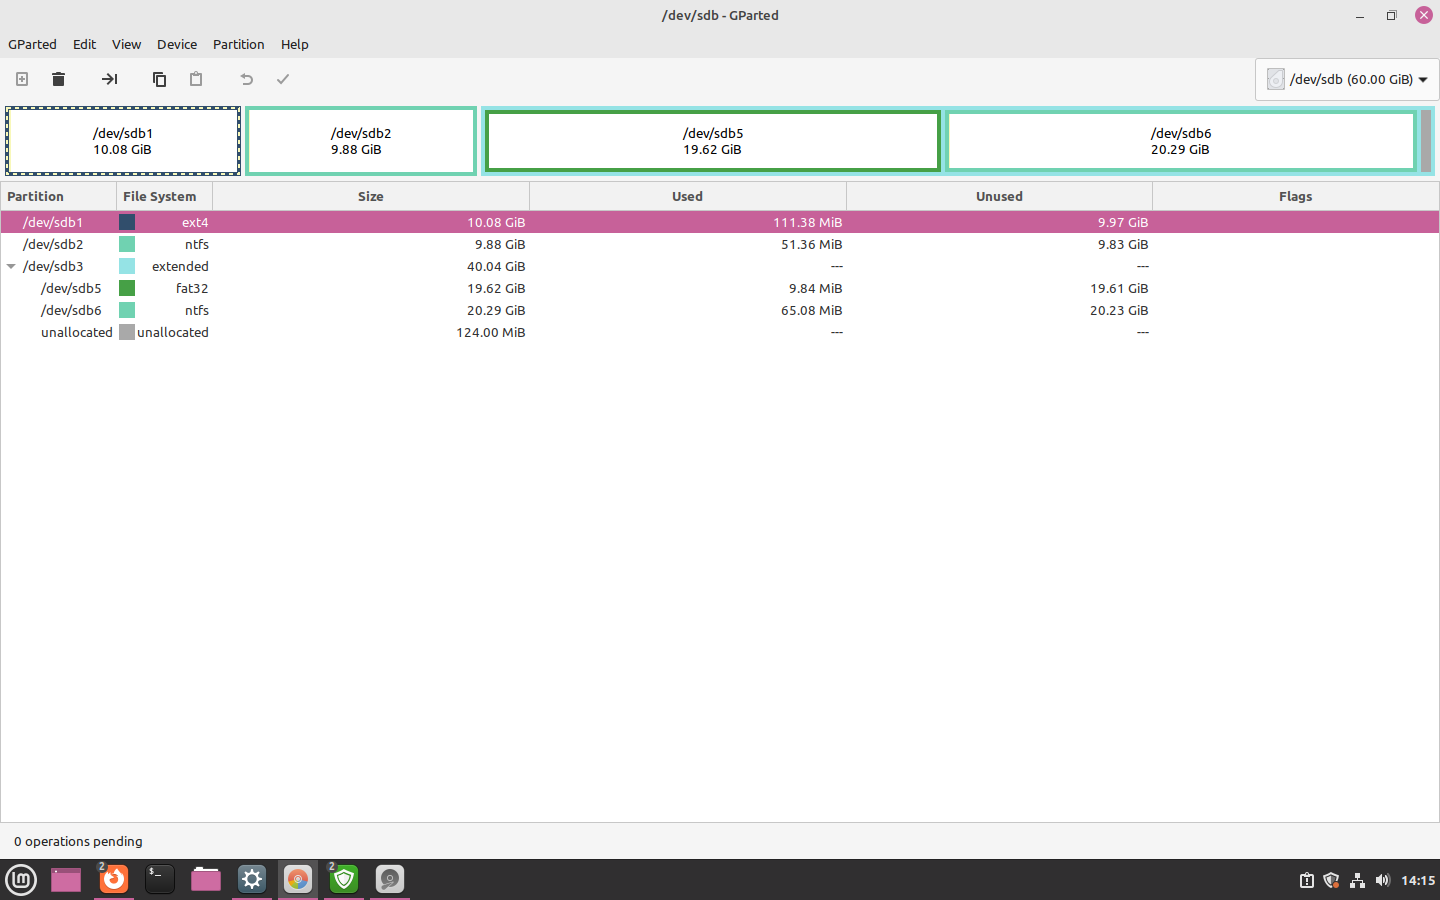 /dev/sdb - GParted
GParted Edit View Device Partition Help
/dev/sdb (60.00 GiB)
/dev/sdb1
10.08 GiB
/dev/sdb2
9.88 GiB
/dev/sdb5
19.62 GiB
/dev/sdb6
20.29 GiB
Partition File System Size Used Unused Flags
/dev/sdb1 ext4 10.08 GiB 111.38 MiB 9.97 GiB
/dev/sdb2 ntfs 9.88 GiB 51.36 MiB 9.83 GiB
/dev/sdb3 extended 40.04 GiB --- ---
/dev/sdb5 fat32 19.62 GiB 9.84 MiB 19.61 GiB
/dev/sdb6 ntfs 20.29 GiB 65.08 MiB 20.23 GiB
unallocated unallocated 124.00 MiB --- ---
0 operations pending
lm 2 $_ 2 14:15